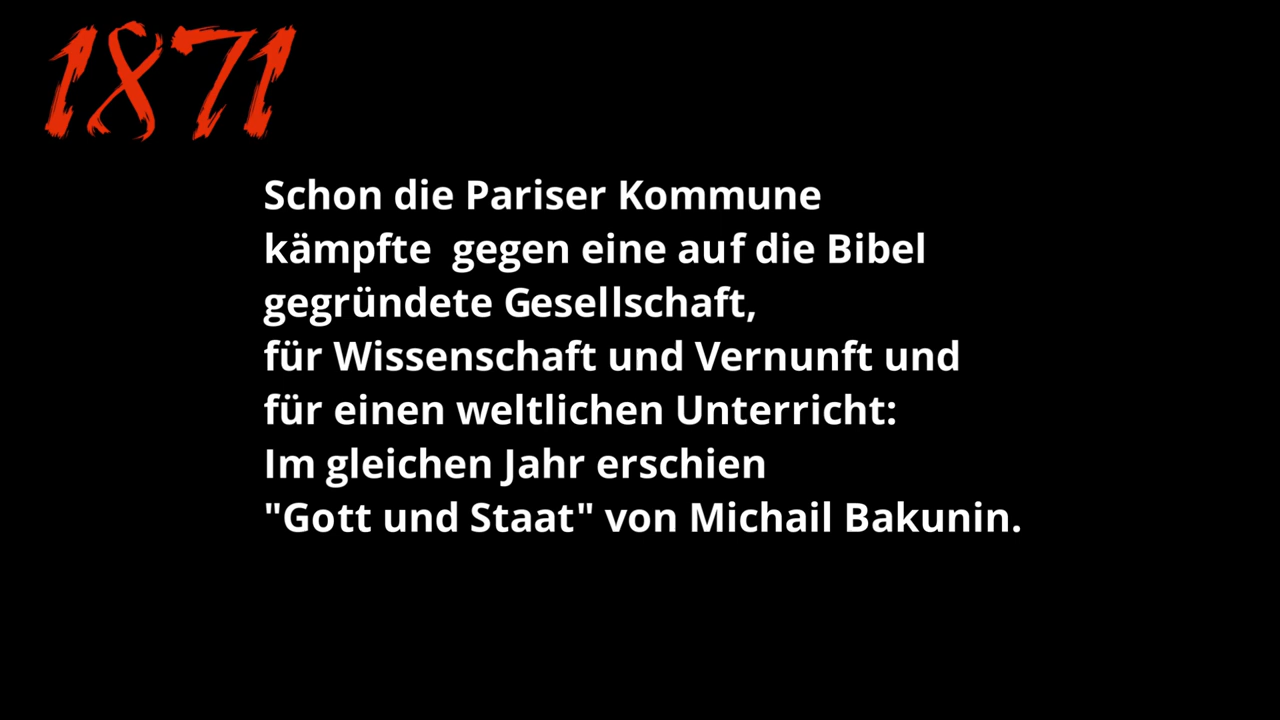 1871
Schon die Pariser Kommune
kämpfte  gegen eine auf die Bibel
gegründete Gesellschaft,
für Wissenschaft und Vernunft und
für einen weltlichen Unterricht:
Im gleichen Jahr erschien
"Gott und Staat" von Michail Bakunin.